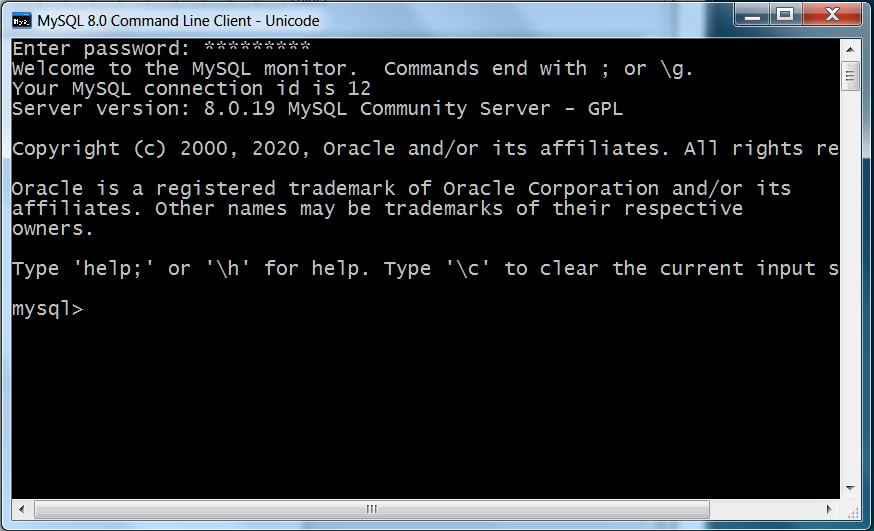 MySQL 8.0 Command Line Client - Unicode
Enter password: *********
Welcome to the MySQL monitor.  Commands end with ; or \g.
Your MySQL connection id is 12
Server version: 8.0.19 MySQL Community Server - GPL
Copyright (c) 2000, 2020, Oracle and/or its affiliates. All rights re
Oracle is a registered trademark of Oracle Corporation and/or its
affiliates. Other names may be trademarks of their respective
owners.
Type 'help;' or '\h' for help. Type '\c' to clear the current input s
mysql>